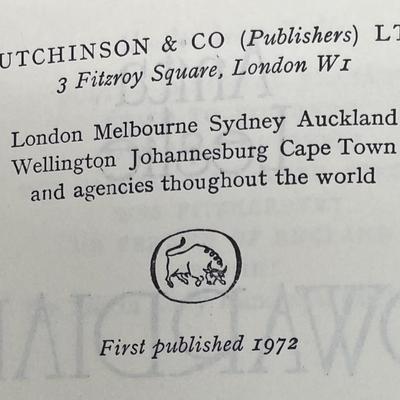 UTCHINSON & CO (Publishers) LT
3 Fitzroy Square, London W1
London Melbourne Sydney Auckland
Wellington Johannesburg Cape Town
and agencies thoughout the world
First published 1972